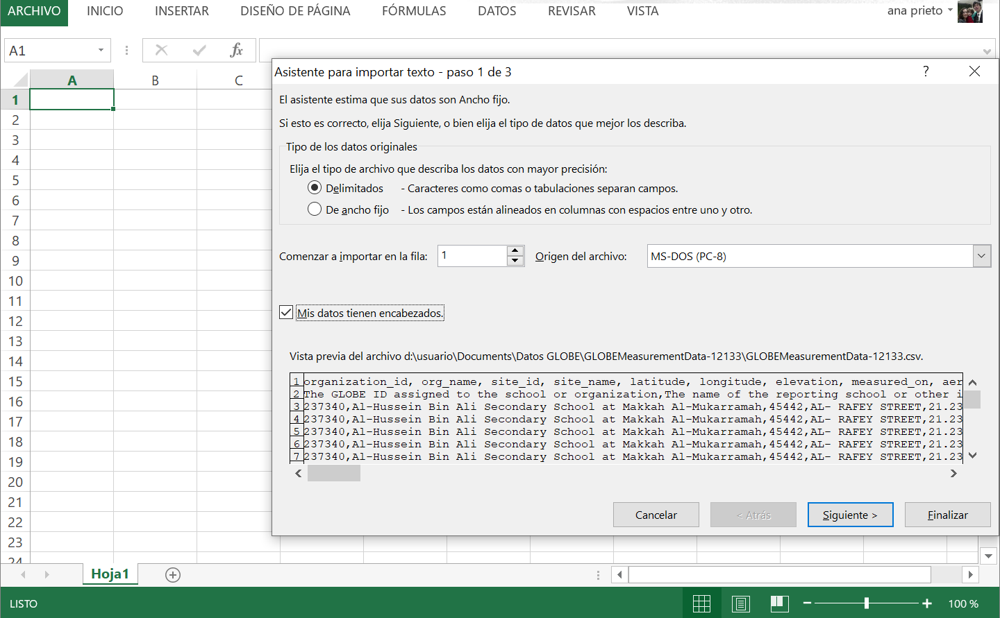 ARCHIVO INICIO INSERTAR DISEÑO DE PÁGINA FÓRMULAS DATOS REVISAR VISTA ana prieto
A1 fx
A B C
Asistente para importar texto - paso 1 de 3 ?
El asistente estima que sus datos son Ancho fijo.
Si esto es correcto, elija Siguiente, o bien elija el tipo de datos que mejor los describa.
Tipo de los datos originales
Elija el tipo de archivo que describa los datos con mayor precisión:
Delimitados - Caracteres como comas o tabulaciones separan campos.
De ancho fijo - Los campos están alineados en columnas con espacios entre uno y otro.
Comenzar a importar en la fila: 1 Origen del archivo: MS-DOS (PC-8)
Mis datos tienen encabezados.
Vista previa del archivo d:\usuario\Documents\Datos GLOBE\GLOBEMeasurementData-12133\GLOBEMeasurementData-12133.csv.
1 organization_id, org_name, site_id, site_name, latitude, longitude, elevation, measured_on, aer
2 The GLOBE ID assigned to the school or organization,The name of the reporting school or other i
3 237340,Al-Hussein Bin Ali Secondary School at Makkah Al-Mukarramah,45442,AL- RAFEY STREET,21.23
4 237340,Al-Hussein Bin Ali Secondary School at Makkah Al-Mukarramah,45442,AL- RAFEY STREET,21.23
5 237340,Al-Hussein Bin Ali Secondary School at Makkah Al-Mukarramah,45442,AL- RAFEY STREET,21.23
6 237340,Al-Hussein Bin Ali Secondary School at Makkah Al-Mukarramah,45442,AL- RAFEY STREET,21.23
7 237340,Al-Hussein Bin Ali Secondary School at Makkah Al-Mukarramah,45442,AL- RAFEY STREET,21.23
Cancelar < Atrás Siguiente > Finalizar
1
2
3
4
5
6
7
8
9
10
11
12
13
14
15
16
17
18
19
20
21
22
23
24
Hoja1
LISTO 100 %